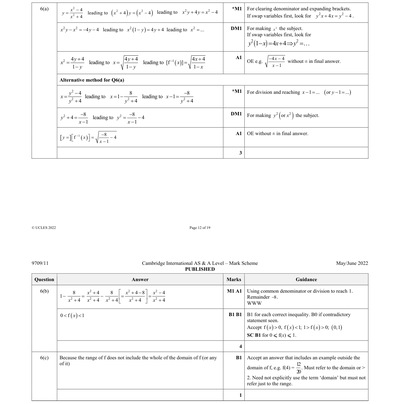 6(a)
y = (x² − 4)/(x² + 4) leading to (x² + 4)y = (x² − 4) leading to x²y + 4y = x² − 4
*M1
For clearing denominator and expanding brackets.
If swap variables first, look for y²x + 4x = y² − 4.
x²y − x² = −4y − 4 leading to x²(1 − y) = 4y + 4 leading to x² = ...
DM1
For making x² the subject.
If swap variables first, look for
y²(1−x) = 4x + 4 ⇒ y² = ...
x² = (4y + 4)/(1 − y) leading to x = √((4y + 4)/(1 − y)) leading to [f⁻¹(x)] = √((4x + 4)/(1 − x))
A1
OE e.g. √((−4x − 4)/(x − 1)) without ± in final answer.
Alternative method for Q6(a)
x = (y² − 4)/(y² + 4) leading to x = 1 − 8/(y² + 4) leading to x − 1 = −8/(y² + 4)
*M1
For division and reaching x − 1 = ... (or y − 1 = ...)
y² + 4 = −8/(x − 1) leading to y² = −8/(x − 1) − 4
DM1
For making y² (or x²) the subject.
[y =][f⁻¹(x)] = √(−8/(x − 1) − 4)
A1
OE without ± in final answer.
3
© UCLES 2022
Page 12 of 19
9709/11
Cambridge International AS & A Level – Mark Scheme
PUBLISHED
May/June 2022
Question
Answer
Marks
Guidance
6(b)
1 − 8/(x² + 4) = (x² + 4)/(x² + 4) − 8/(x² + 4) [= (x² + 4 − 8)/(x² + 4)] = (x² − 4)/(x² + 4)
M1 A1
Using common denominator or division to reach 1.
Remainder −8.
WWW
0 < f(x) < 1
B1 B1
B1 for each correct inequality. B0 if contradictory
statement seen.
Accept f(x) > 0, f(x) < 1, 1 > f(x) > 0; (0,1)
SC B1 for 0 ⩽ f(x) ⩽ 1.
4
6(c)
Because the range of f does not include the whole of the domain of f (or any
of it)
B1
Accept an answer that includes an example outside the
domain of f, e.g. f(4) = 12/20. Must refer to the domain or >
2. Need not explicitly use the term 'domain' but must not
refer just to the range.
1